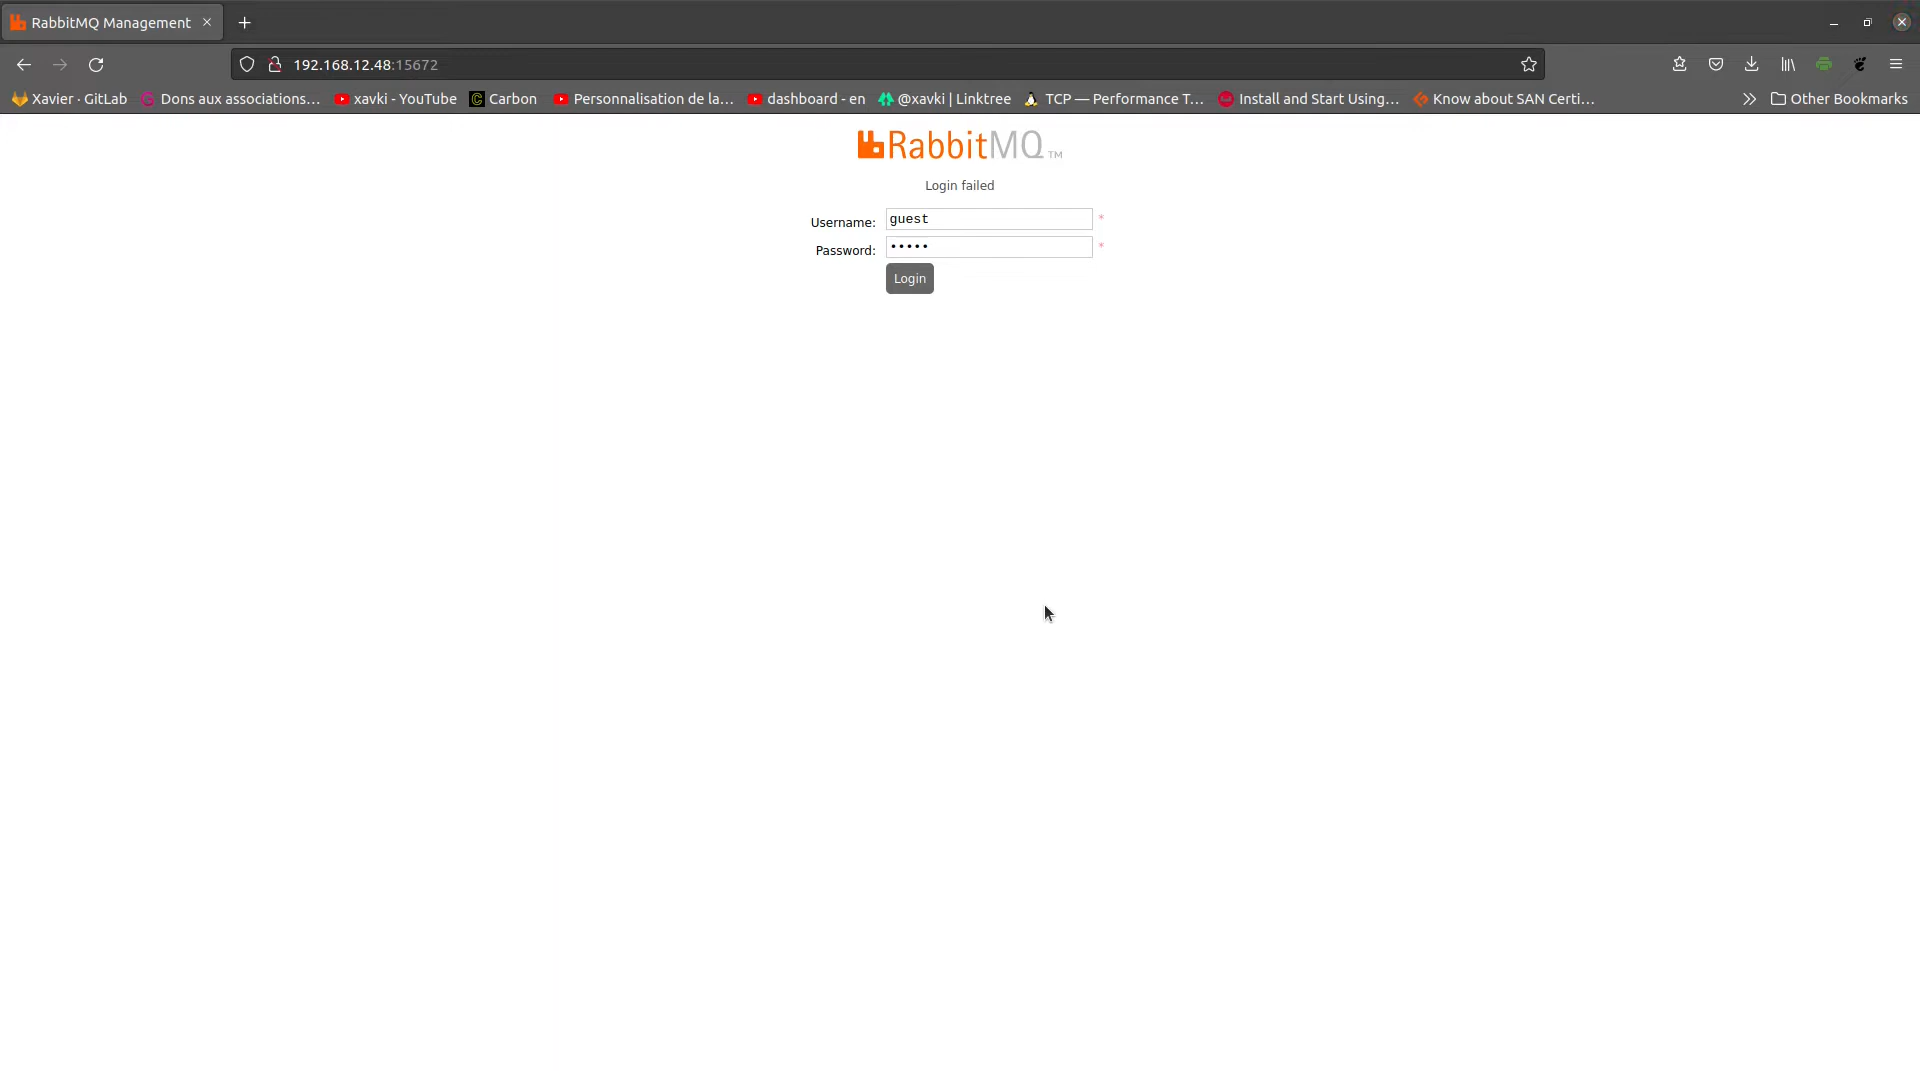 RabbitMQ Management
192.168.12.48:15672
Xavier · GitLab Dons aux associations... xavki - YouTube Carbon Personnalisation de la... dashboard - en @xavki | Linktree TCP — Performance T... Install and Start Using... Know about SAN Certi... Other Bookmarks
RabbitMQ TM
Login failed
Username: guest *
Password: ••••• *
Login